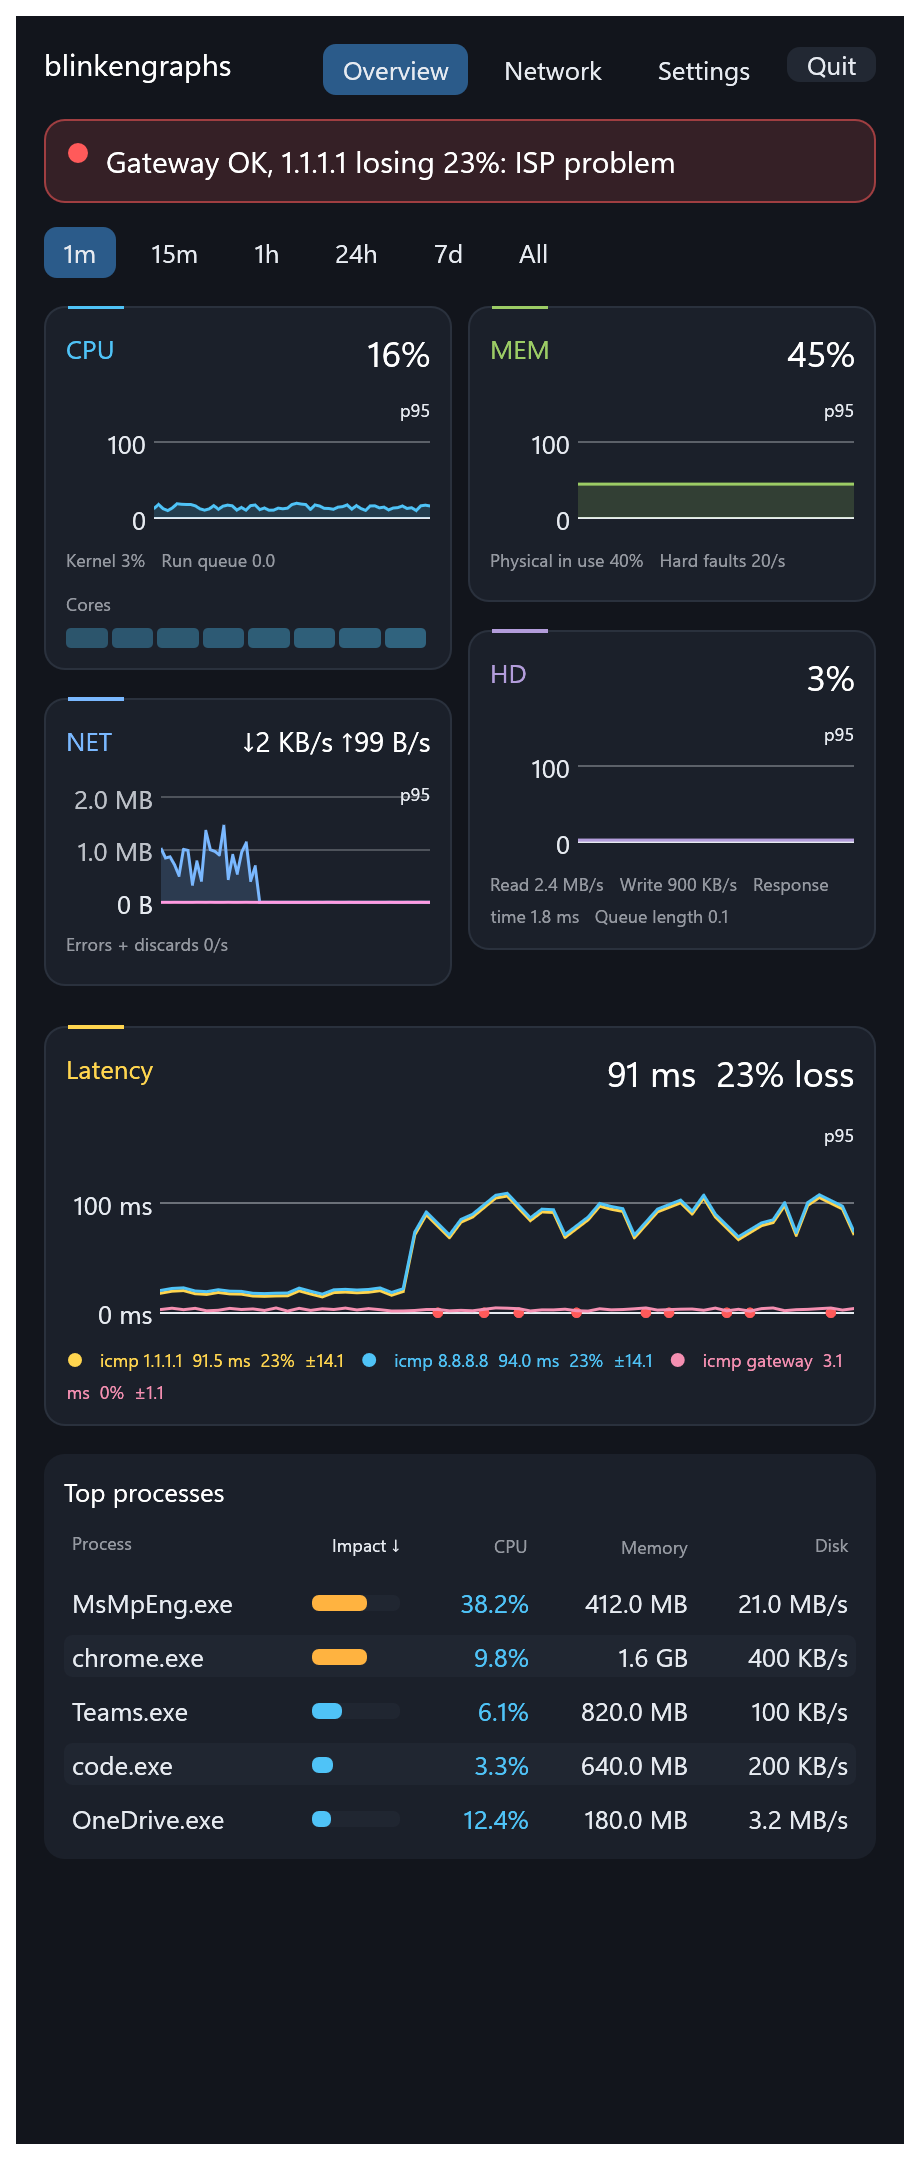 blinkengraphs
Overview
Network
Settings
Quit
Gateway OK, 1.1.1.1 losing 23%: ISP problem
1m
15m
1h
24h
7d
All
CPU
16%
p95
100
0
Kernel 3% Run queue 0.0
Cores
MEM
45%
p95
100
0
Physical in use 40% Hard faults 20/s
NET
↓2 KB/s ↑99 B/s
p95
2.0 MB
1.0 MB
0 B
Errors + discards 0/s
HD
3%
p95
100
0
Read 2.4 MB/s Write 900 KB/s Response
time 1.8 ms Queue length 0.1
Latency
91 ms 23% loss
p95
100 ms
0 ms
icmp 1.1.1.1 91.5 ms 23% ±14.1 icmp 8.8.8.8 94.0 ms 23% ±14.1 icmp gateway 3.1
ms 0% ±1.1
Top processes
Process Impact ↓ CPU Memory Disk
MsMpEng.exe 38.2% 412.0 MB 21.0 MB/s
chrome.exe 9.8% 1.6 GB 400 KB/s
Teams.exe 6.1% 820.0 MB 100 KB/s
code.exe 3.3% 640.0 MB 200 KB/s
OneDrive.exe 12.4% 180.0 MB 3.2 MB/s